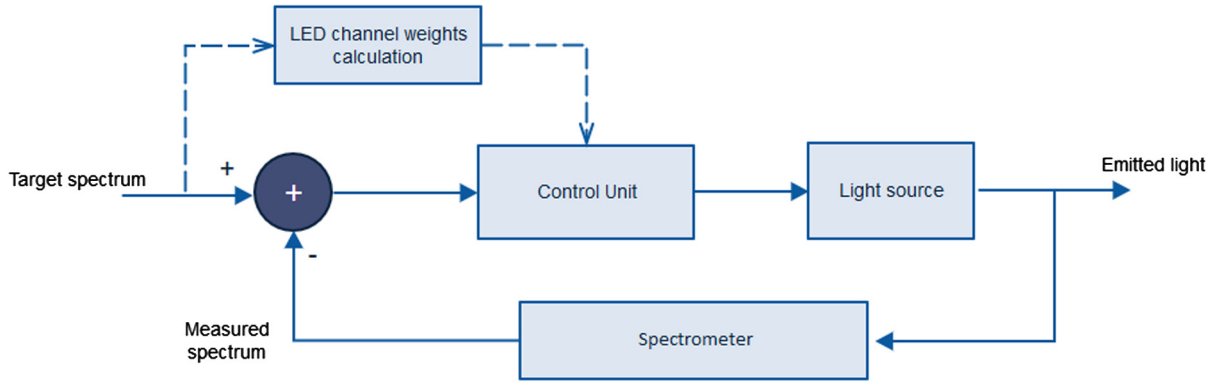 LED channel weights
calculation
Target spectrum
+
+
Control Unit
Light source
Emitted light
-
Measured
spectrum
Spectrometer